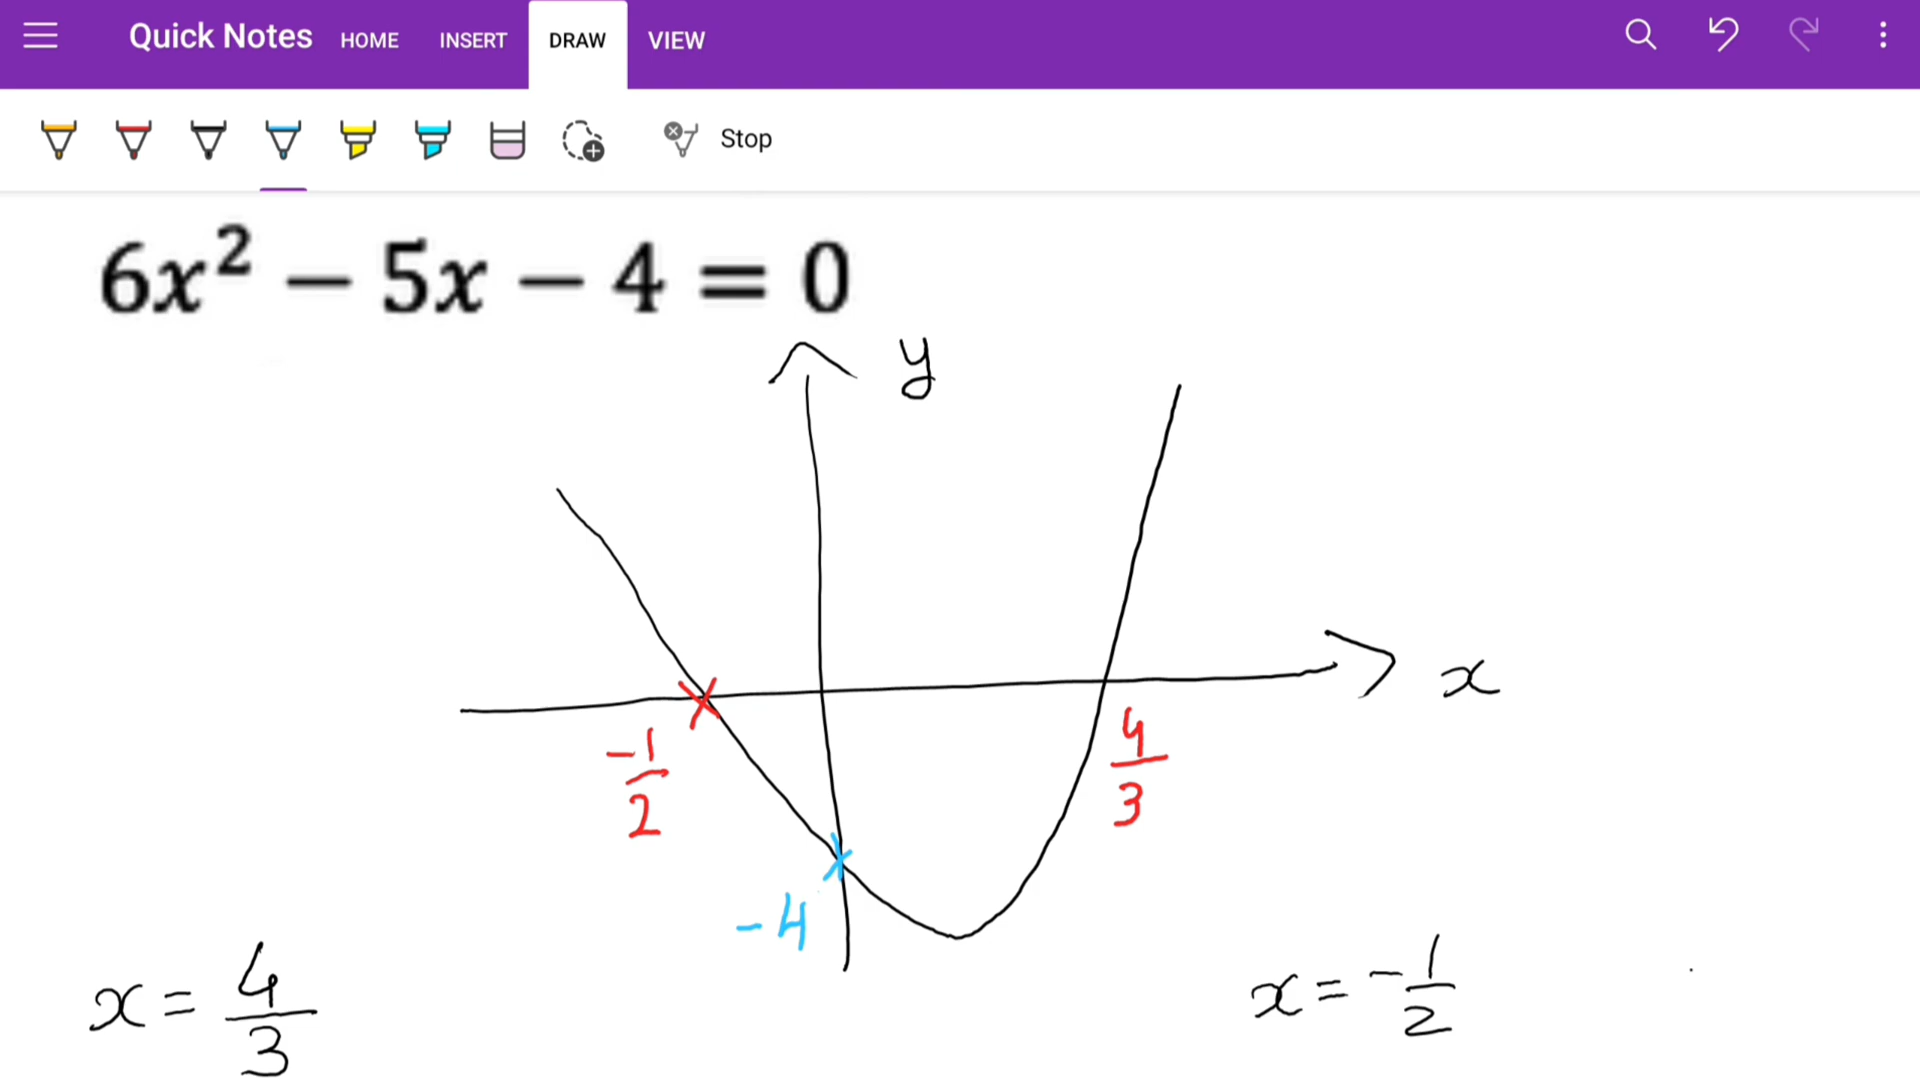 Quick Notes HOME INSERT DRAW VIEW
Stop
6x² − 5x − 4 = 0
y
x
-1/2
4/3
-4
x = 4/3
x = -1/2